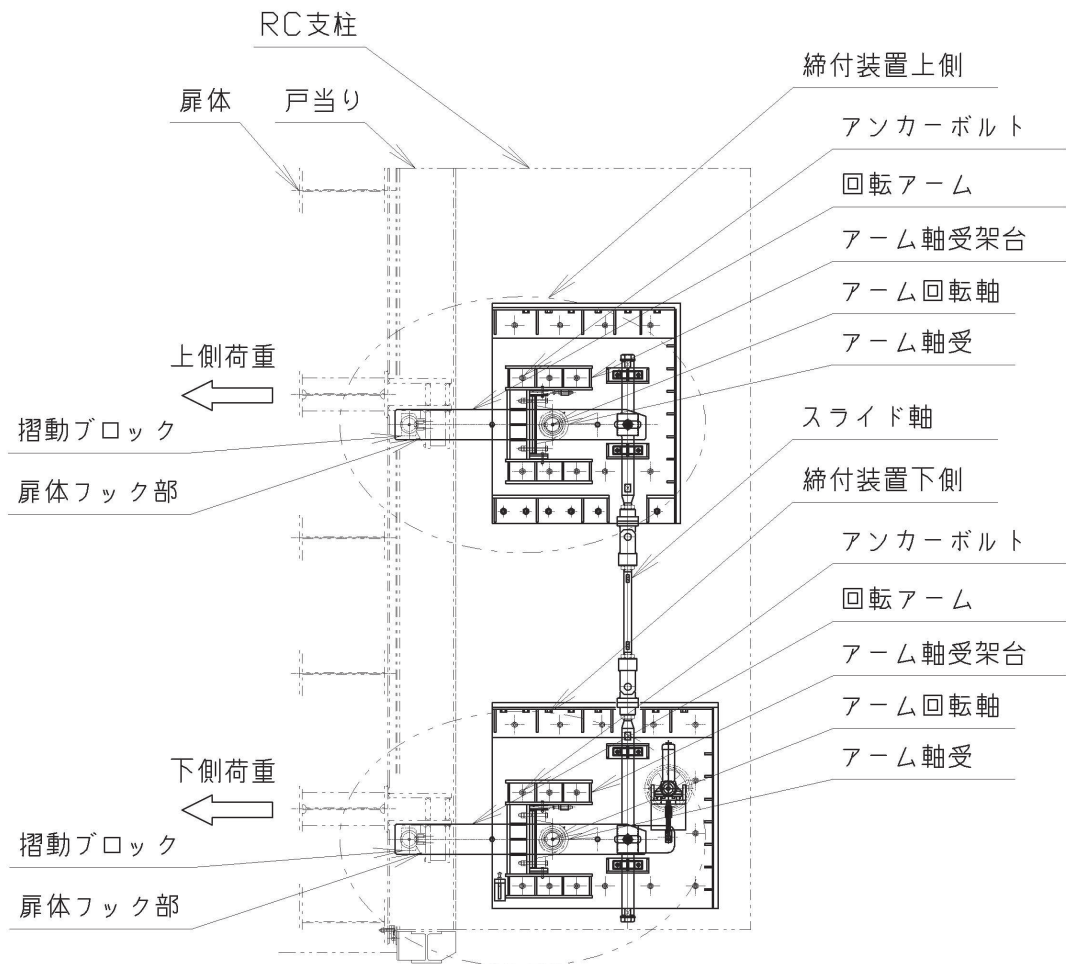 RC支柱
締付装置上側
扉体
戸当り
アンカーボルト
回転アーム
アーム軸受架台
アーム回転軸
アーム軸受
上側荷重
摺動ブロック
扉体フック部
スライド軸
締付装置下側
アンカーボルト
回転アーム
アーム軸受架台
アーム回転軸
アーム軸受
下側荷重
摺動ブロック
扉体フック部